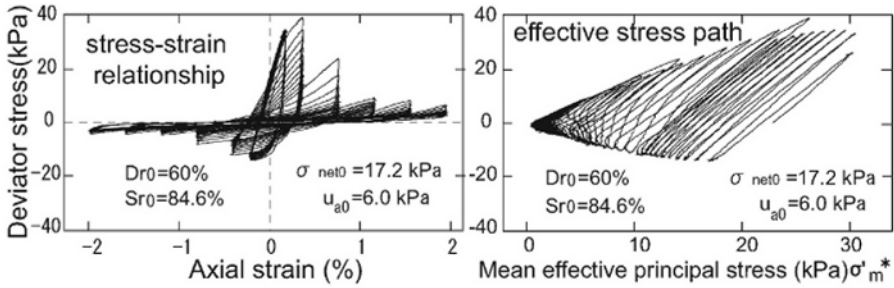 Deviator stress(kPa)
40
20
0
-20
-40
stress-strain
relationship
Dr0=60%
Sr0=84.6%
σ net0 =17.2 kPa
ua0=6.0 kPa
-2
-1
0
1
2
Axial strain (%)
40
20
0
-20
-40
effective stress path
Dr0=60%
Sr0=84.6%
σ net0 =17.2 kPa
ua0=6.0 kPa
0
10
20
30
Mean effective principal stress (kPa)σ'm*